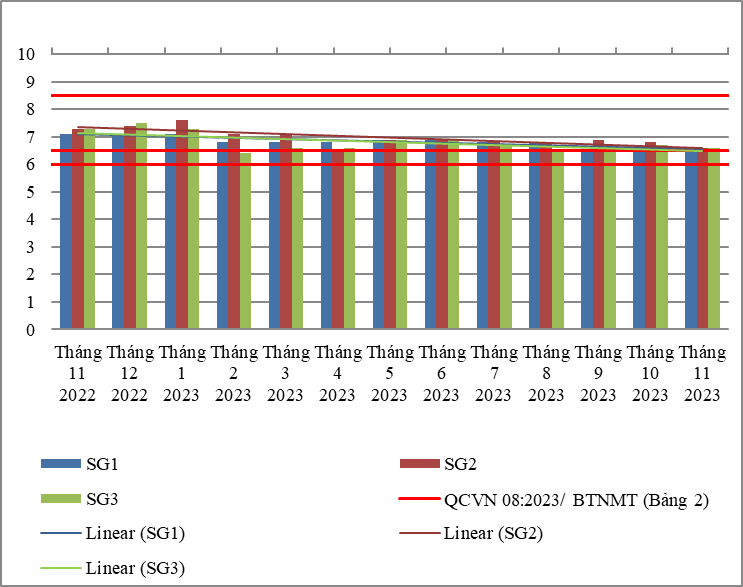 10
9
8
7
6
5
4
3
2
1
0
Tháng 11 2022
Tháng 12 2022
Tháng 1 2023
Tháng 2 2023
Tháng 3 2023
Tháng 4 2023
Tháng 5 2023
Tháng 6 2023
Tháng 7 2023
Tháng 8 2023
Tháng 9 2023
Tháng 10 2023
Tháng 11 2023
SG1
SG2
SG3
QCVN 08:2023/ BTNMT (Bảng 2)
Linear (SG1)
Linear (SG2)
Linear (SG3)